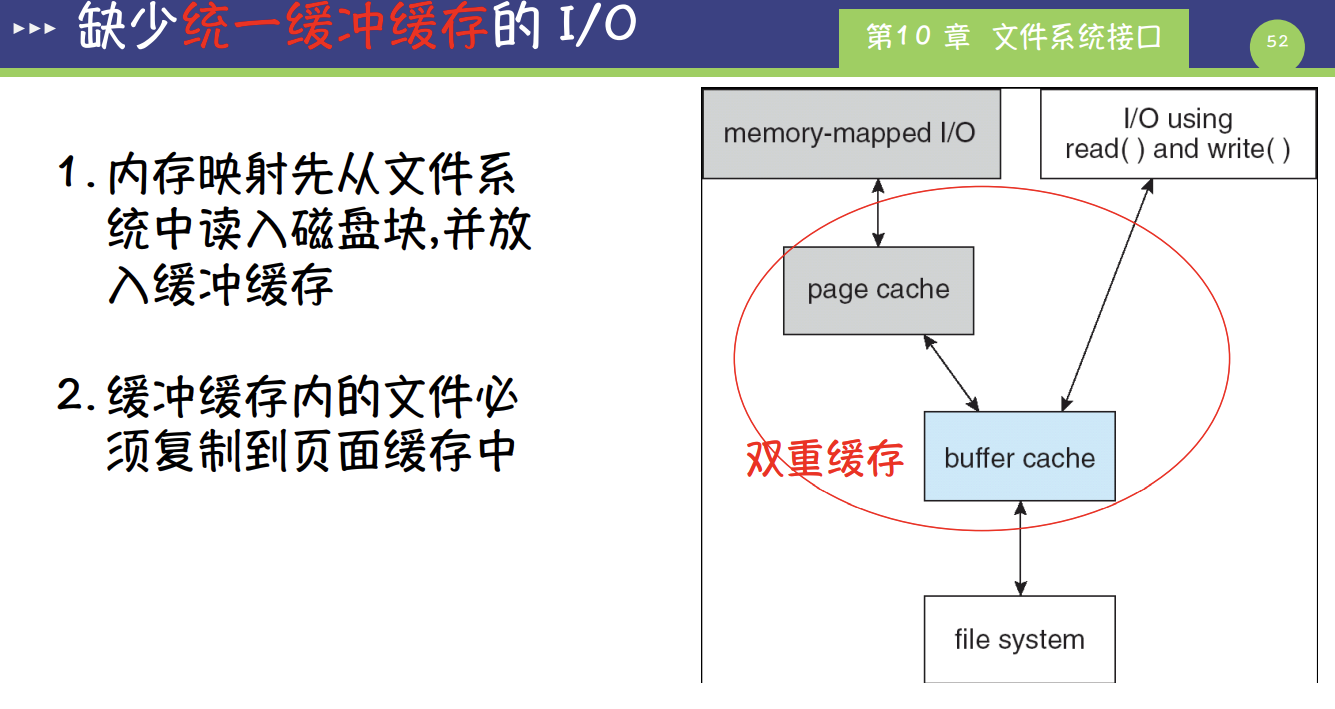 缺少统一缓冲缓存的 I/O
第10 章 文件系统接口
52
1. 内存映射先从文件系
统中读入磁盘块,并放
入缓冲缓存
2. 缓冲缓存内的文件必
须复制到页面缓存中
memory-mapped I/O
I/O using
read( ) and write( )
page cache
双重缓存
buffer cache
file system